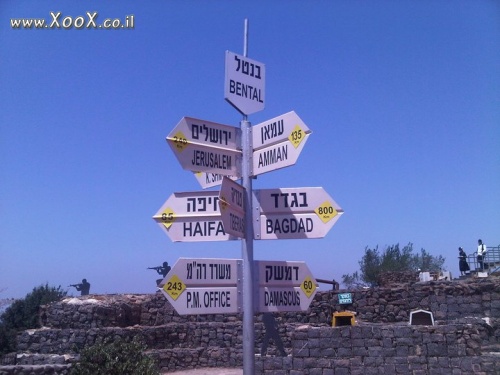 www.XooX.co.il
בנטל
BENTAL
ירושלים
240
JERUSALEM
עמאן
135
AMMAN
חיפה
85
HAIFA
בגדד
800
BAGDAD
משרד רה"מ
243
P.M. OFFICE
דמשק
60
DAMASCUS